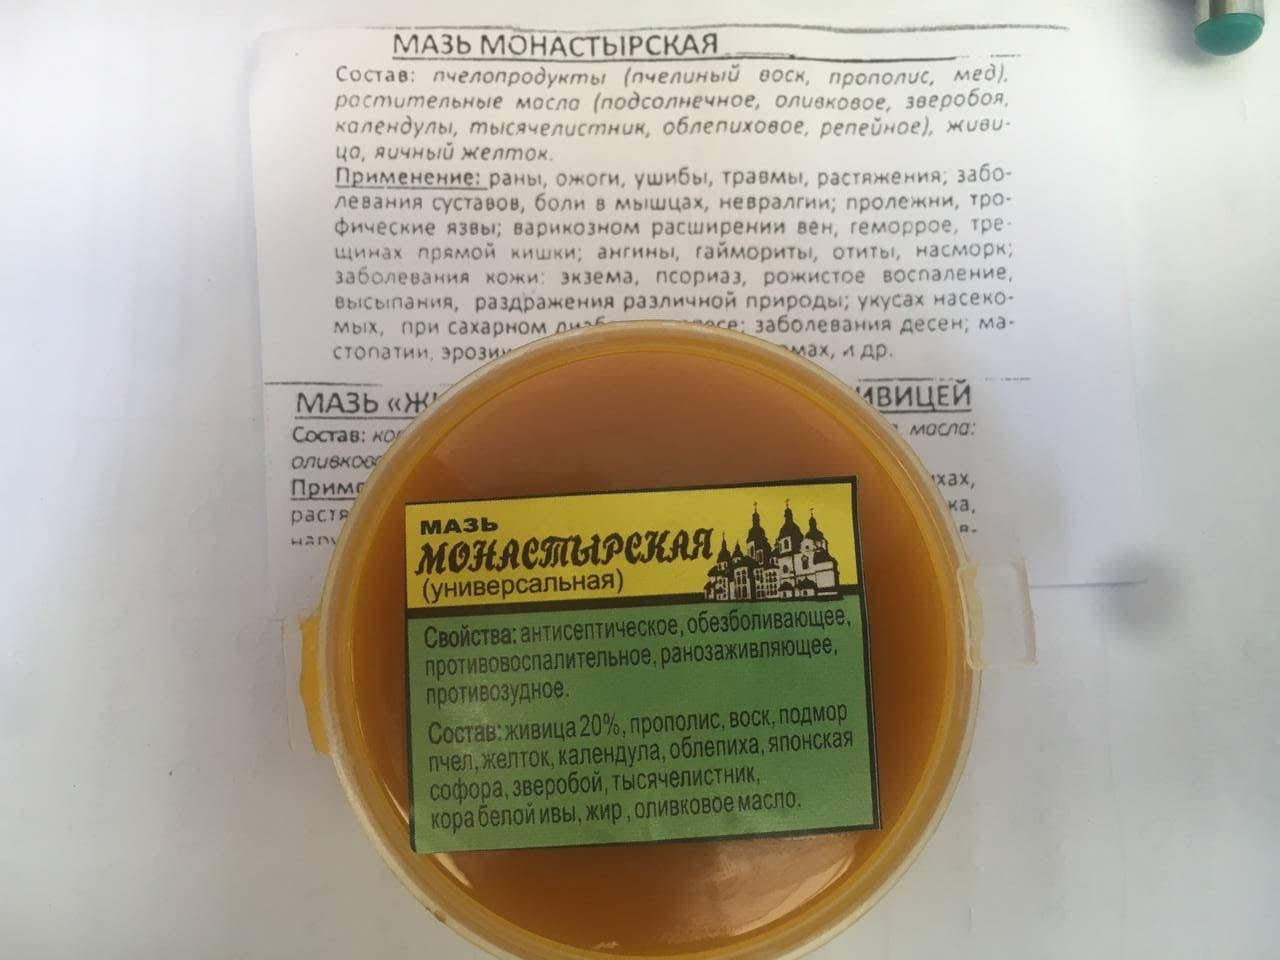 МАЗЬ МОНАСТЫРСКАЯ
Состав: пчелопродукты (пчелиный воск, прополис, мед),
растительные масла (подсолнечное, оливковое, зверобоя,
календулы, тысячелистник, облепиховое, репейное), живи-
ца, яичный желток.
Применение: раны, ожоги, ушибы, травмы, растяжения; забо-
левания суставов, боли в мышцах, невралгии; пролежни, тро-
фические язвы; варикозном расширении вен, геморрое, тре-
щинах прямой кишки; ангины, гаймориты, отиты, насморк;
заболевания кожи: экзема, псориаз, рожистое воспаление,
высыпания, раздражения различной природы; укусах насеко-
мых, при сахарном заболевания десен; ма-
стопатии, и др.
МАЗЬ ИВИЦЕЙ
Состав: масла:
МАЗЬ
МОНАСТЫРСКАЯ
(универсальная)
Свойства: антисептическое, обезболивающее,
противовоспалительное, ранозаживляющее,
противозудное.
Состав: живица 20%, прополис, воск, подмор
пчел, желток, календула, облепиха, японская
софора, зверобой, тысячелистник,
кора белой ивы, жир , оливковое масло.